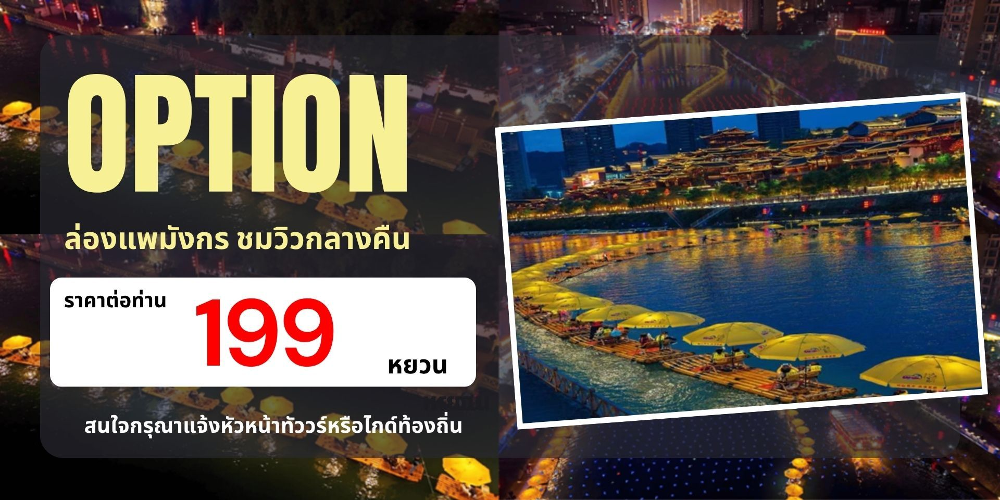 OPTION
ล่องแพมังกร ชมวิวกลางคืน
ราคาต่อท่าน
199
หยวน
สนใจกรุณาแจ้งหัวหน้าทัววร์หรือไกด์ท้องถิ่น